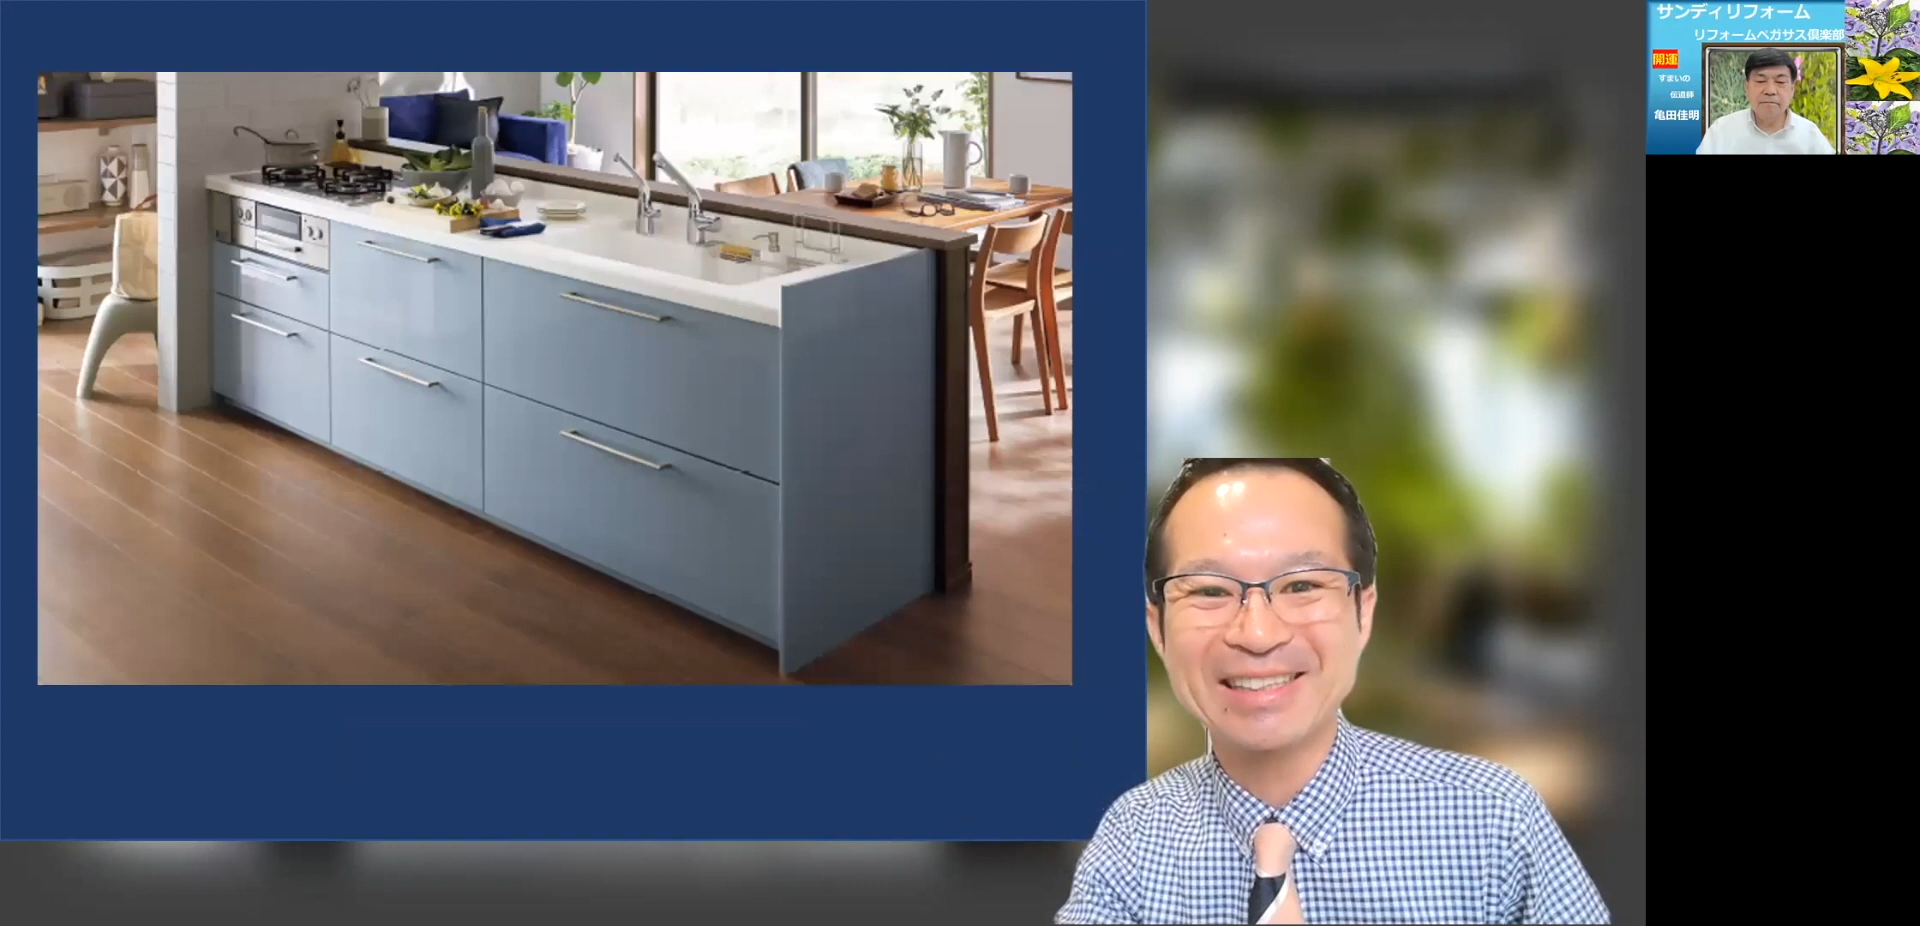 サンディリフォーム
リフォームペガサス倶楽部
開運
すまいの
伝道師
亀田佳明